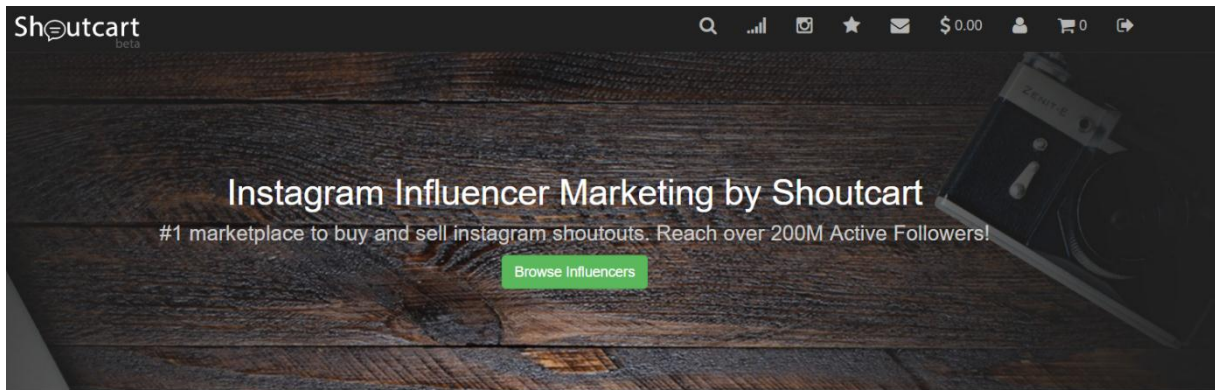 Shoutcart
beta
$ 0.00
0
ZENIT-E
Instagram Influencer Marketing by Shoutcart
#1 marketplace to buy and sell instagram shoutouts. Reach over 200M Active Followers!
Browse Influencers